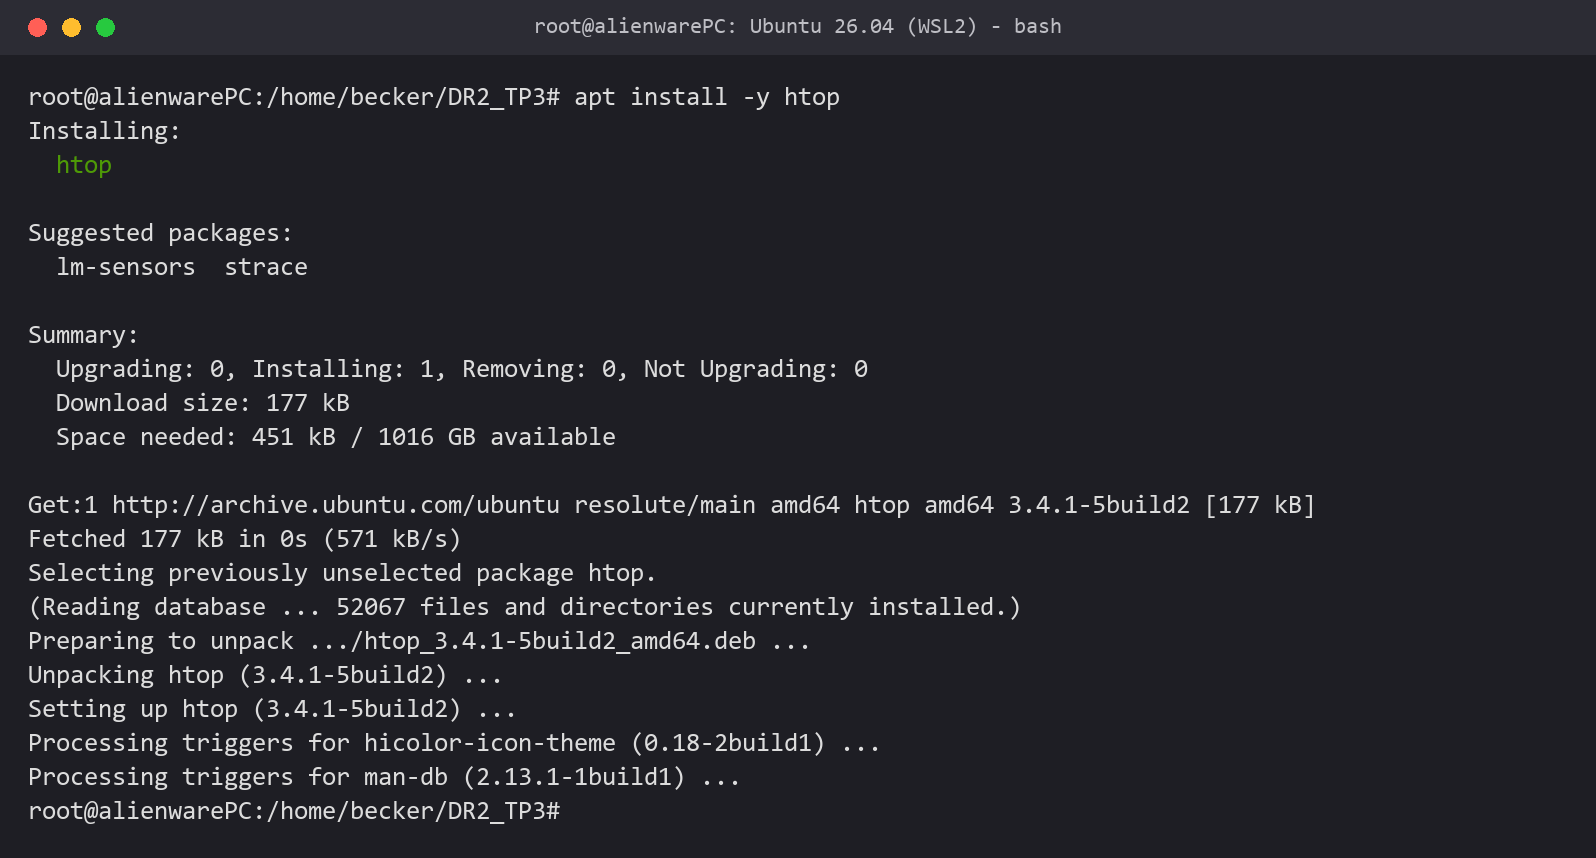 root@alienwarePC: Ubuntu 26.04 (WSL2) - bash
root@alienwarePC:/home/becker/DR2_TP3# apt install -y htop
Installing:
  htop

Suggested packages:
  lm-sensors  strace

Summary:
  Upgrading: 0, Installing: 1, Removing: 0, Not Upgrading: 0
  Download size: 177 kB
  Space needed: 451 kB / 1016 GB available

Get:1 http://archive.ubuntu.com/ubuntu resolute/main amd64 htop amd64 3.4.1-5build2 [177 kB]
Fetched 177 kB in 0s (571 kB/s)
Selecting previously unselected package htop.
(Reading database ... 52067 files and directories currently installed.)
Preparing to unpack .../htop_3.4.1-5build2_amd64.deb ...
Unpacking htop (3.4.1-5build2) ...
Setting up htop (3.4.1-5build2) ...
Processing triggers for hicolor-icon-theme (0.18-2build1) ...
Processing triggers for man-db (2.13.1-1build1) ...
root@alienwarePC:/home/becker/DR2_TP3#